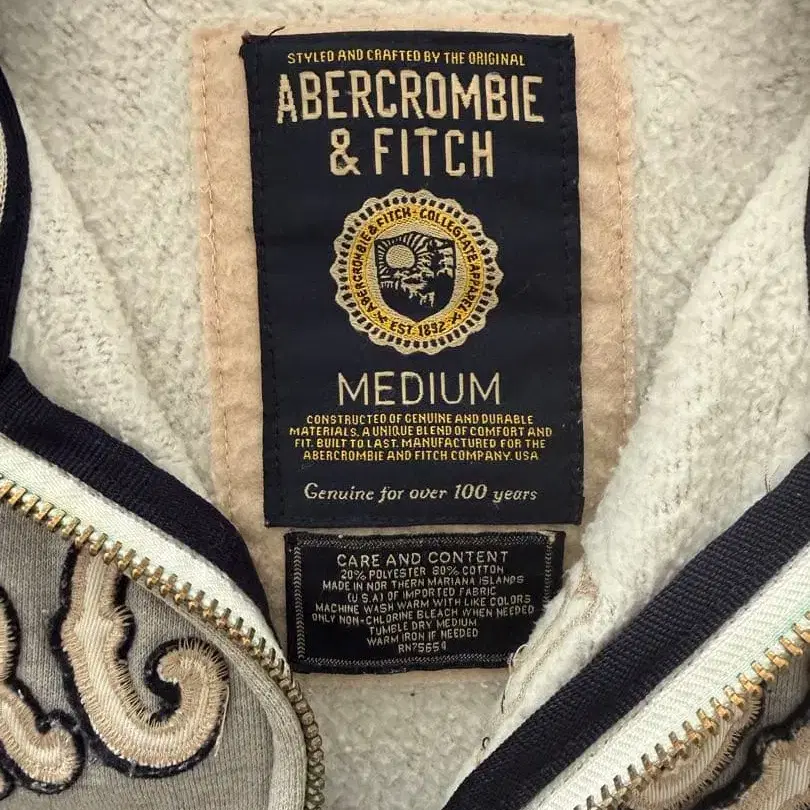 STYLED AND CRAFTED BY THE ORIGINAL
ABERCROMBIE
& FITCH
ABERCROMBIE & FITCH - COLLEGIATE APPAREL
EST. 1892
MEDIUM
CONSTRUCTED OF GENUINE AND DURABLE
MATERIALS. A UNIQUE BLEND OF COMFORT AND
FIT. BUILT TO LAST. MANUFACTURED FOR THE
ABERCROMBIE AND FITCH COMPANY. USA
Genuine for over 100 years
CARE AND CONTENT
20% POLYESTER 80% COTTON
MADE IN NORTHERN MARIANA ISLANDS
(U.S.A) OF IMPORTED FABRIC
MACHINE WASH WARM WITH LIKE COLORS
ONLY NON-CHLORINE BLEACH WHEN NEEDED
TUMBLE DRY MEDIUM
WARM IRON IF NEEDED
RN75654